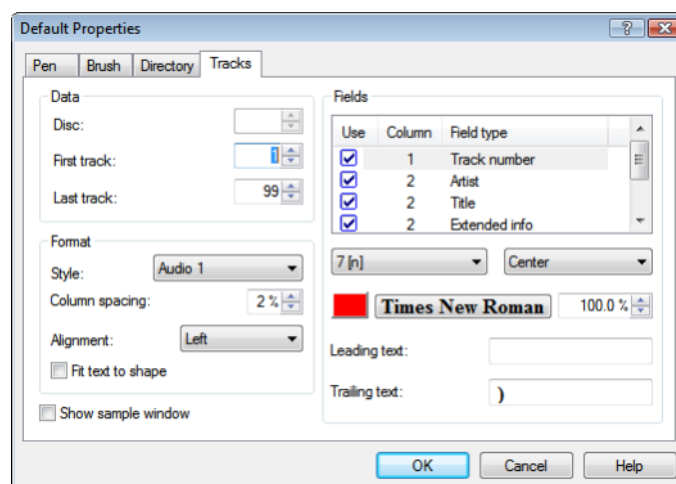 Default Properties
Pen Brush Directory Tracks
Data
Disc:
First track: 1
Last track: 99
Format
Style: Audio 1
Column spacing: 2 %
Alignment: Left
Fit text to shape
Show sample window
Fields
Use Column Field type
1 Track number
2 Artist
2 Title
2 Extended info
7 [n] Center
Times New Roman 100.0 %
Leading text:
Trailing text: )
OK Cancel Help